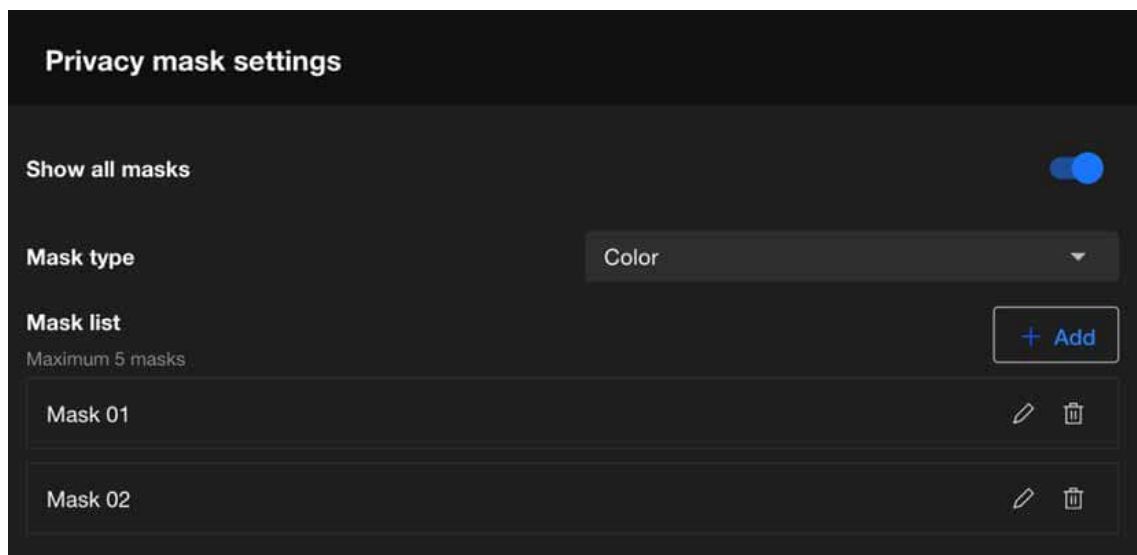 Privacy mask settings
Show all masks
Mask type
Color
Mask list
Maximum 5 masks
+ Add
Mask 01
Mask 02